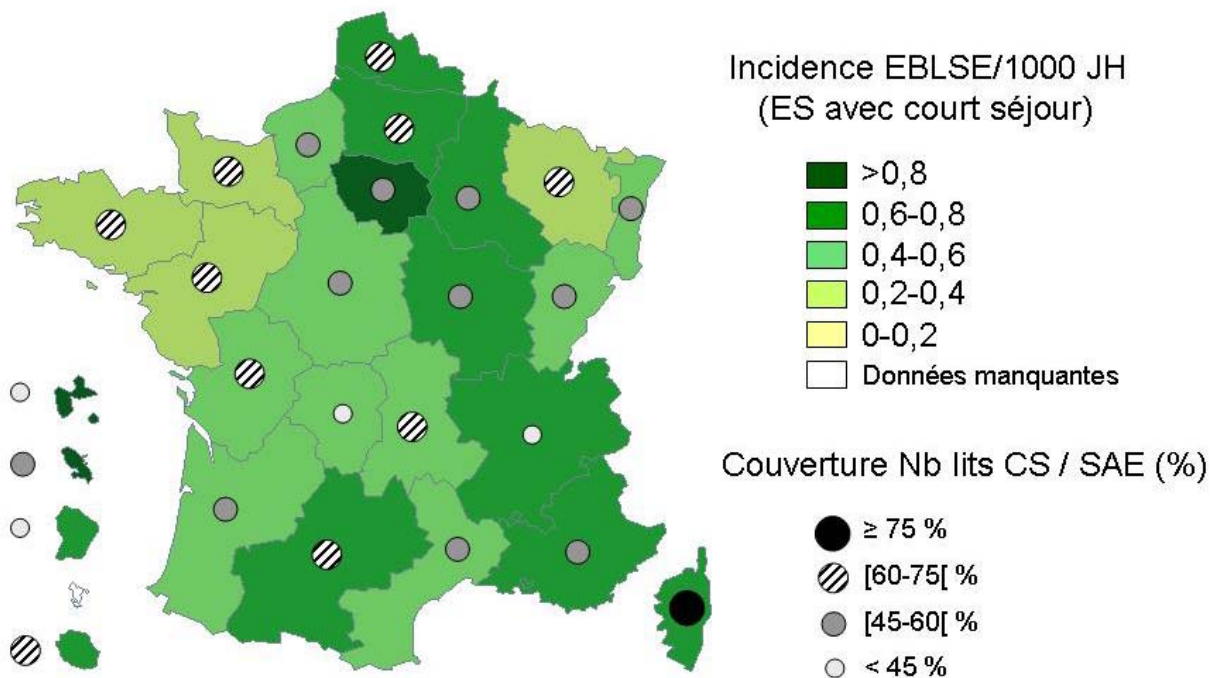 Incidence EBLSE/1000 JH
(ES avec court séjour)
>0,8
0,6-0,8
0,4-0,6
0,2-0,4
0-0,2
Données manquantes
Couverture Nb lits CS / SAE (%)
≥ 75 %
[60-75[ %
[45-60[ %
< 45 %